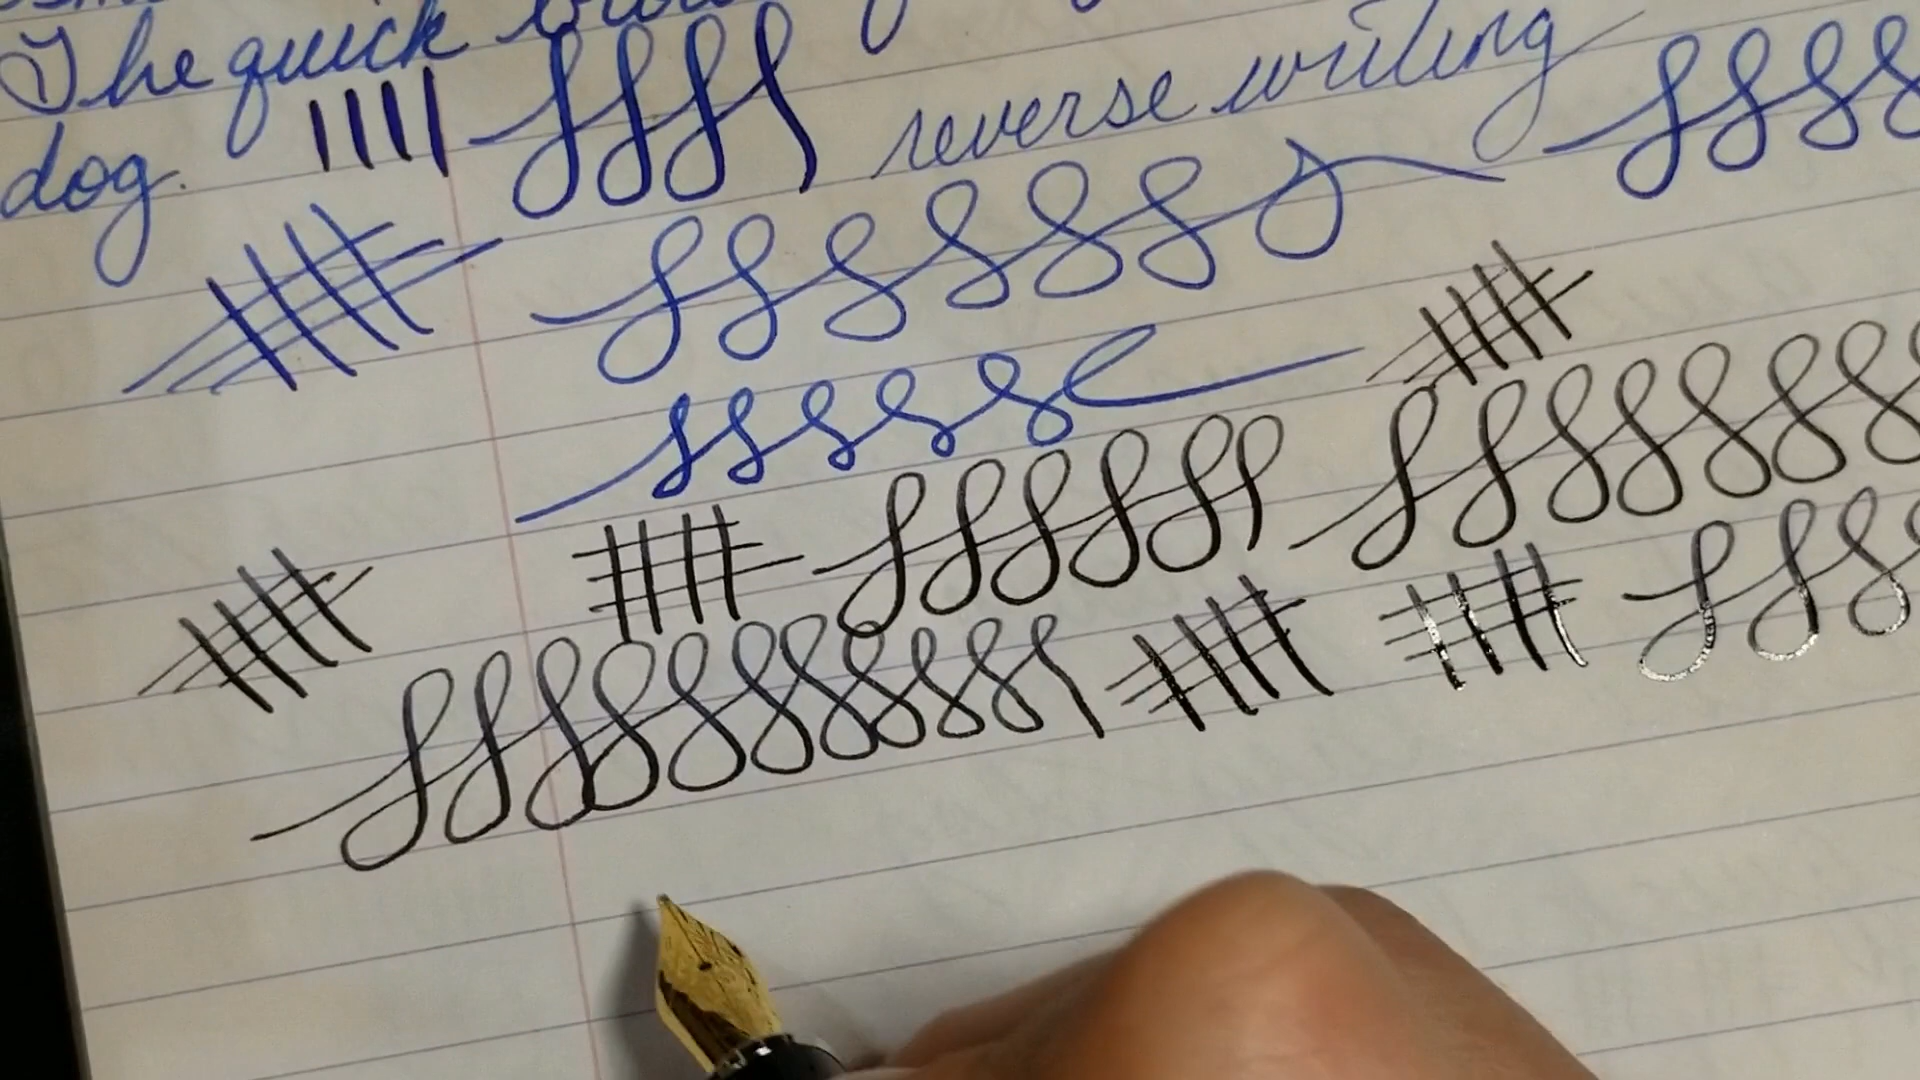 The quick
dog.
reverse writing